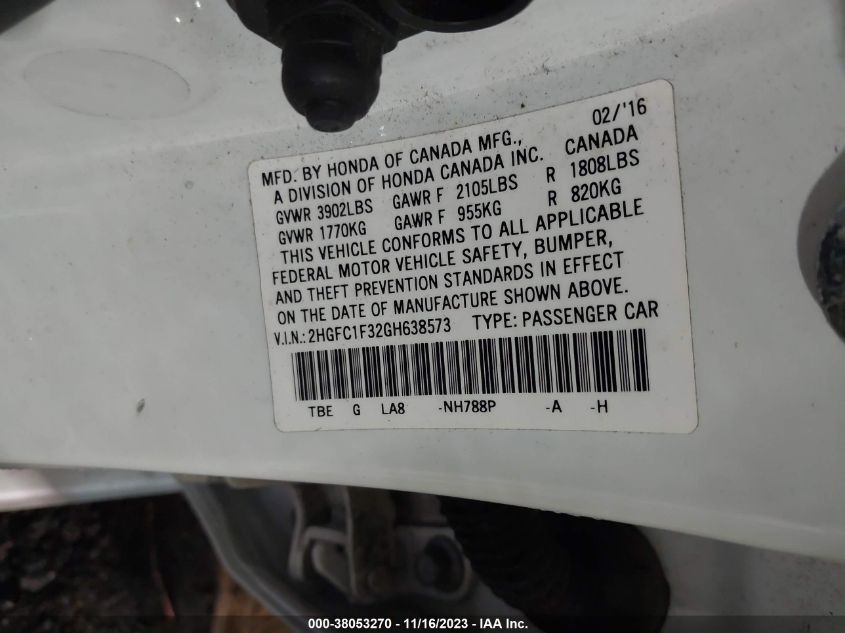 02/'16
MFD. BY HONDA OF CANADA MFG.,
A DIVISION OF HONDA CANADA INC. CANADA
GVWR 3902LBS GAWR F 2105LBS R 1808LBS
GVWR 1770KG GAWR F 955KG R 820KG
THIS VEHICLE CONFORMS TO ALL APPLICABLE
FEDERAL MOTOR VEHICLE SAFETY, BUMPER,
AND THEFT PREVENTION STANDARDS IN EFFECT
ON THE DATE OF MANUFACTURE SHOWN ABOVE.
V.I.N.: 2HGFC1F32GH638573 TYPE: PASSENGER CAR
TBE G LA8 -NH788P -A -H
000-38053270 - 11/16/2023 - IAA Inc.